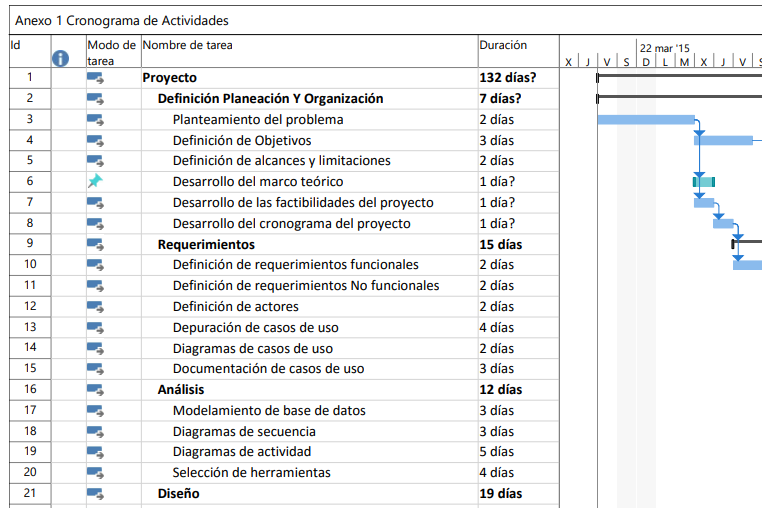 Anexo 1 Cronograma de Actividades
Id Modo de tarea Nombre de tarea Duración 22 mar '15
X J V S D L M X J V S
1 Proyecto 132 días?
2 Definición Planeación Y Organización 7 días?
3 Planteamiento del problema 2 días
4 Definición de Objetivos 3 días
5 Definición de alcances y limitaciones 2 días
6 Desarrollo del marco teórico 1 día?
7 Desarrollo de las factibilidades del proyecto 1 día?
8 Desarrollo del cronograma del proyecto 1 día?
9 Requerimientos 15 días
10 Definición de requerimientos funcionales 2 días
11 Definición de requerimientos No funcionales 2 días
12 Definición de actores 2 días
13 Depuración de casos de uso 4 días
14 Diagramas de casos de uso 2 días
15 Documentación de casos de uso 3 días
16 Análisis 12 días
17 Modelamiento de base de datos 3 días
18 Diagramas de secuencia 3 días
19 Diagramas de actividad 5 días
20 Selección de herramientas 4 días
21 Diseño 19 días